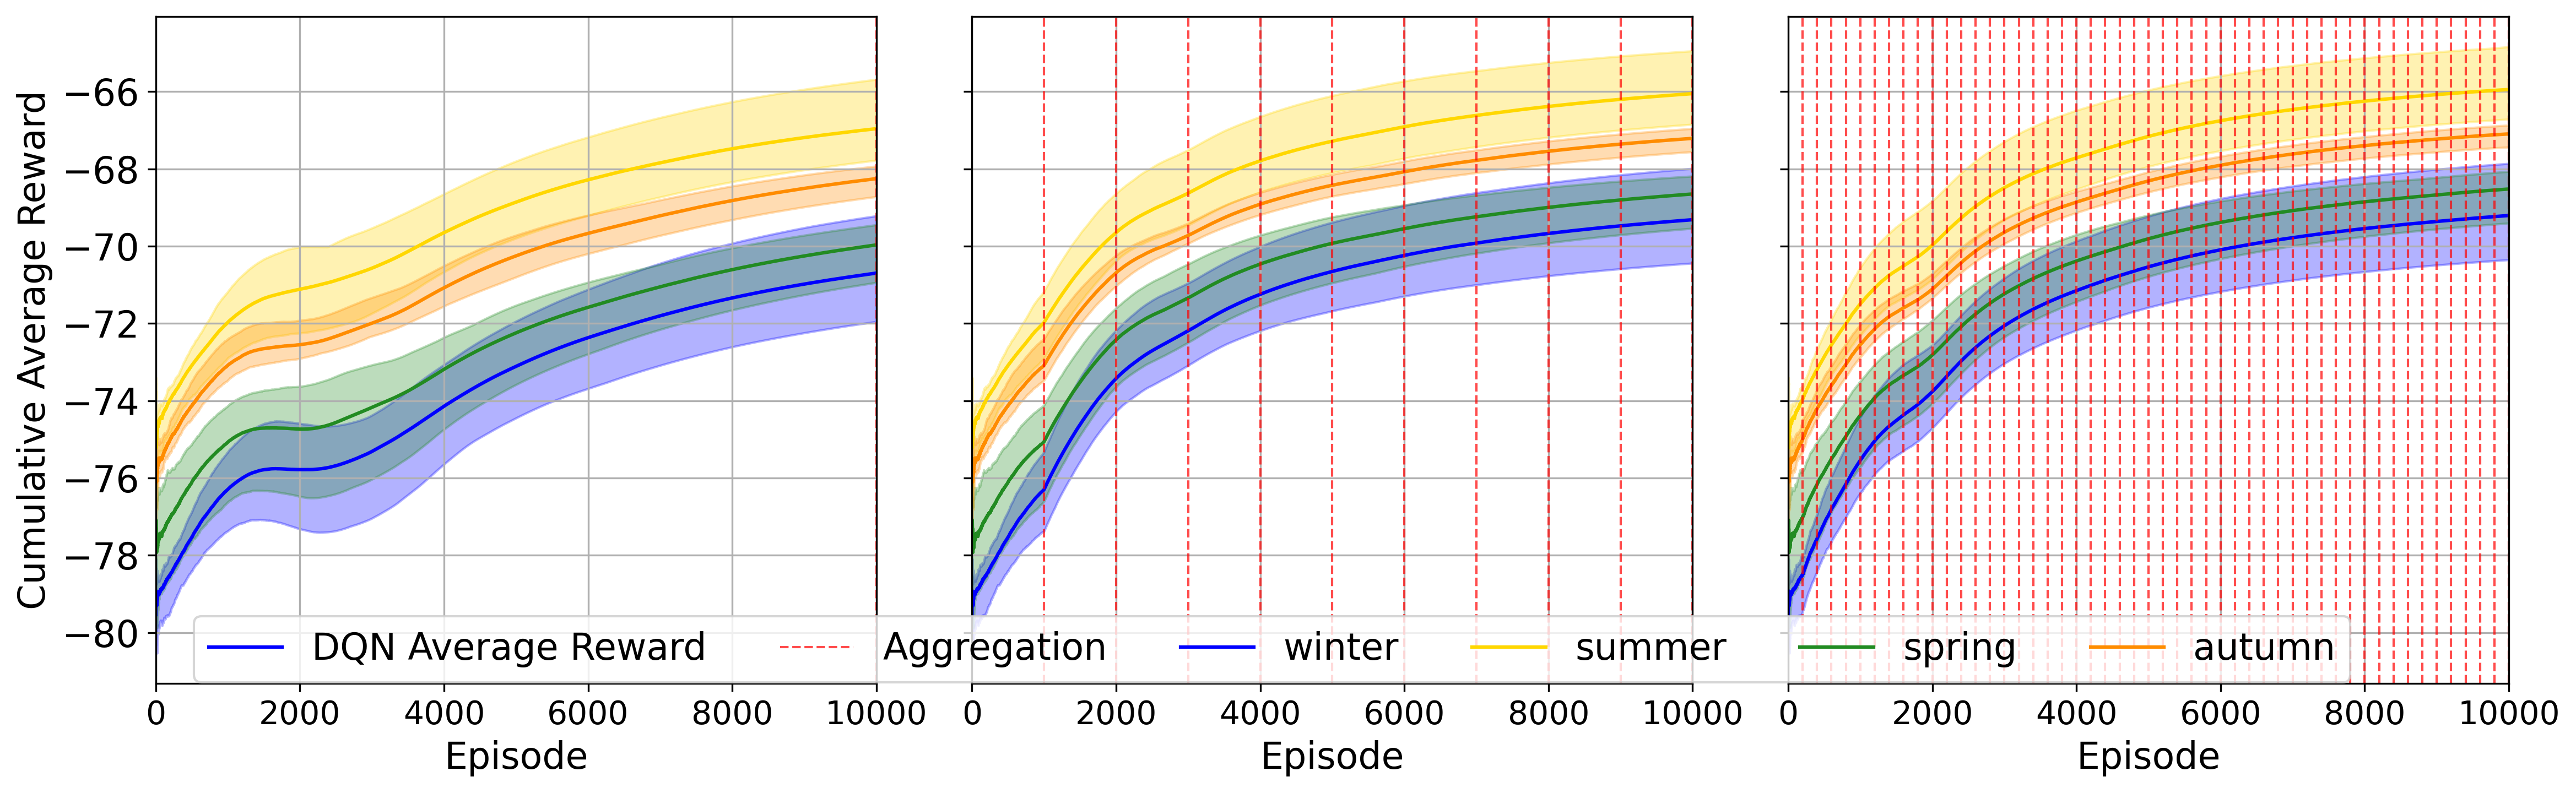 Cumulative Average Reward
−66
−68
−70
−72
−74
−76
−78
−80
DQN Average Reward Aggregation winter summer spring autumn
0 2000 4000 6000 8000 10000 0 2000 4000 6000 8000 10000 0 2000 4000 6000 8000 10000
Episode Episode Episode